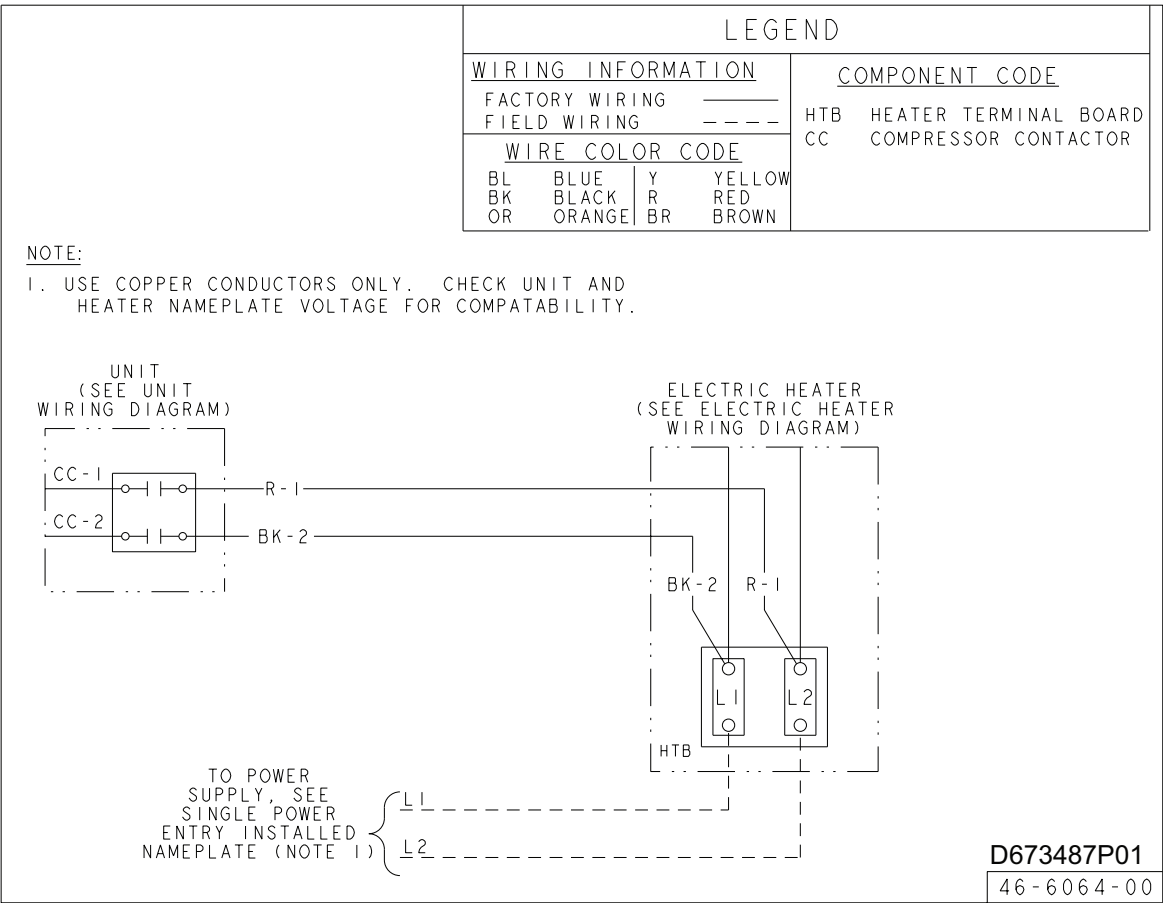 LEGEND
WIRING INFORMATION
FACTORY WIRING
FIELD WIRING
WIRE COLOR CODE
BL BLUE Y YELLOW
BK BLACK R RED
OR ORANGE BR BROWN
COMPONENT CODE
HTB HEATER TERMINAL BOARD
CC COMPRESSOR CONTACTOR
NOTE:
1. USE COPPER CONDUCTORS ONLY. CHECK UNIT AND
HEATER NAMEPLATE VOLTAGE FOR COMPATABILITY.
UNIT
(SEE UNIT
WIRING DIAGRAM)
CC-1
CC-2
R-1
BK-2
ELECTRIC HEATER
(SEE ELECTRIC HEATER
WIRING DIAGRAM)
BK-2 R-1
L1 L2
HTB
TO POWER
SUPPLY, SEE
SINGLE POWER
ENTRY INSTALLED
NAMEPLATE (NOTE 1)
L1
L2
D673487P01
46-6064-00